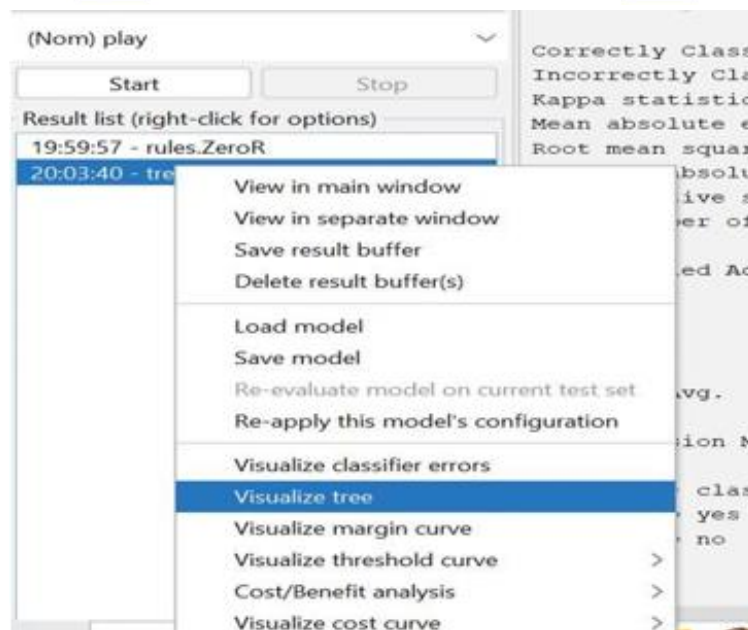 (Nom) play
Start
Stop
Result list (right-click for options)
19:59:57 - rules.ZeroR
20:03:40 - tre
View in main window
View in separate window
Save result buffer
Delete result buffer(s)
Load model
Save model
Re-evaluate model on current test set
Re-apply this model's configuration
Visualize classifier errors
Visualize tree
Visualize margin curve
Visualize threshold curve
Cost/Benefit analysis
Visualize cost curve
Correctly Class
Incorrectly Cla
Kappa statistic
Mean absolute e
Root mean squar
bsolu
ive s
er of
ed Ac
vg.
ion M
clas
yes
no